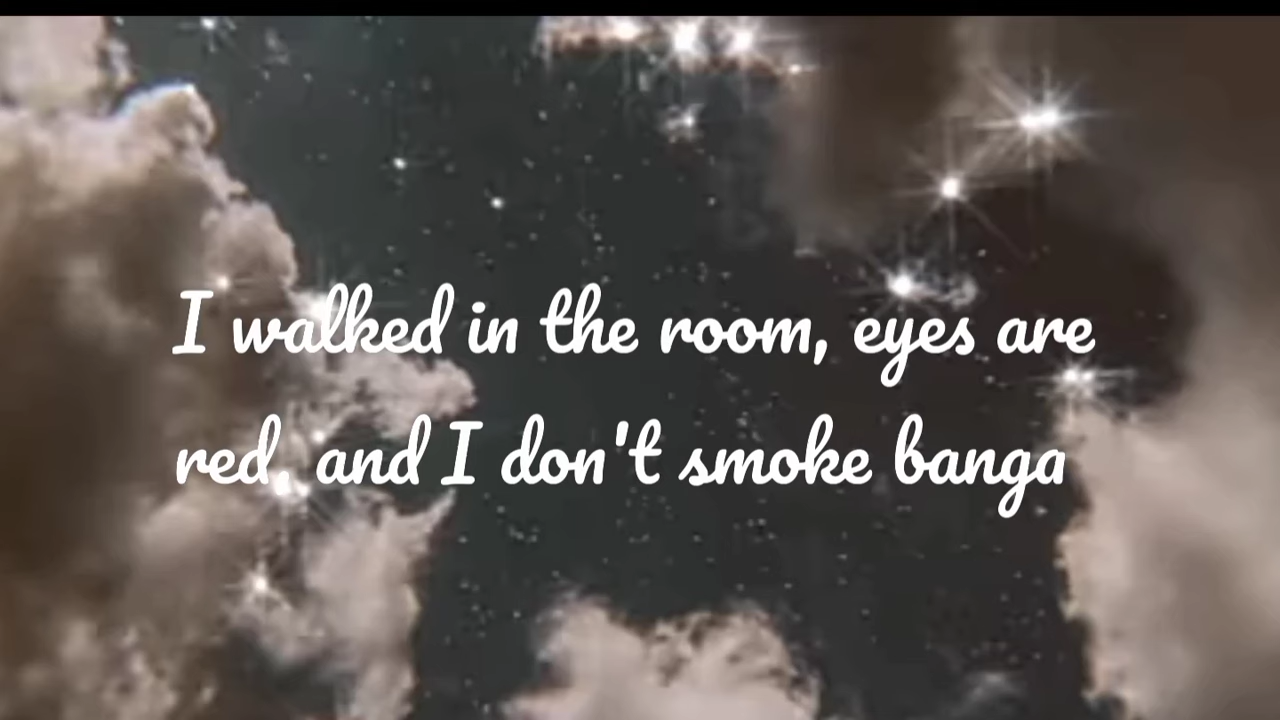 I walked in the room, eyes are
red, and I don't smoke banga